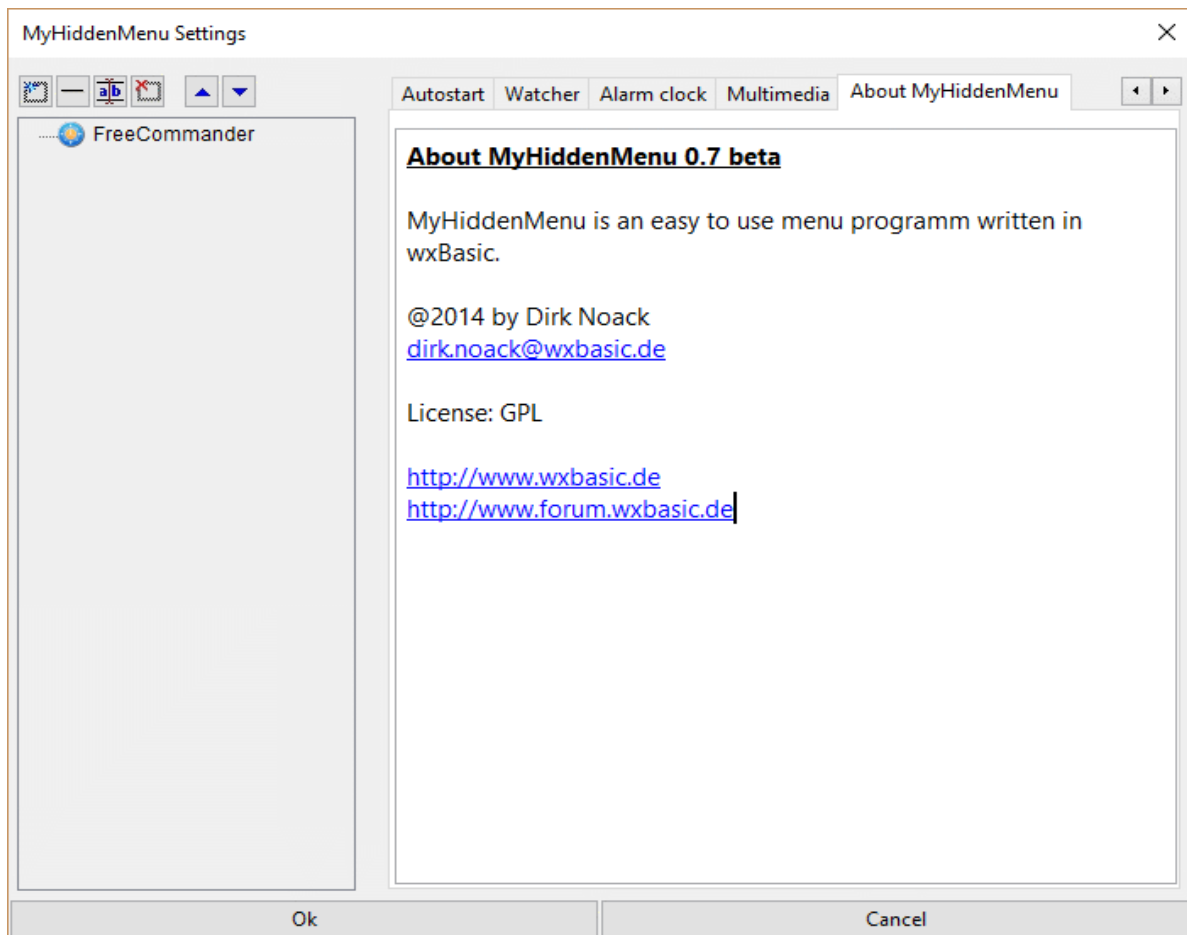 MyHiddenMenu Settings
ab
Autostart Watcher Alarm clock Multimedia About MyHiddenMenu
FreeCommander
About MyHiddenMenu 0.7 beta
MyHiddenMenu is an easy to use menu programm written in
wxBasic.
@2014 by Dirk Noack
dirk.noack@wxbasic.de
License: GPL
http://www.wxbasic.de
http://www.forum.wxbasic.de
Ok Cancel